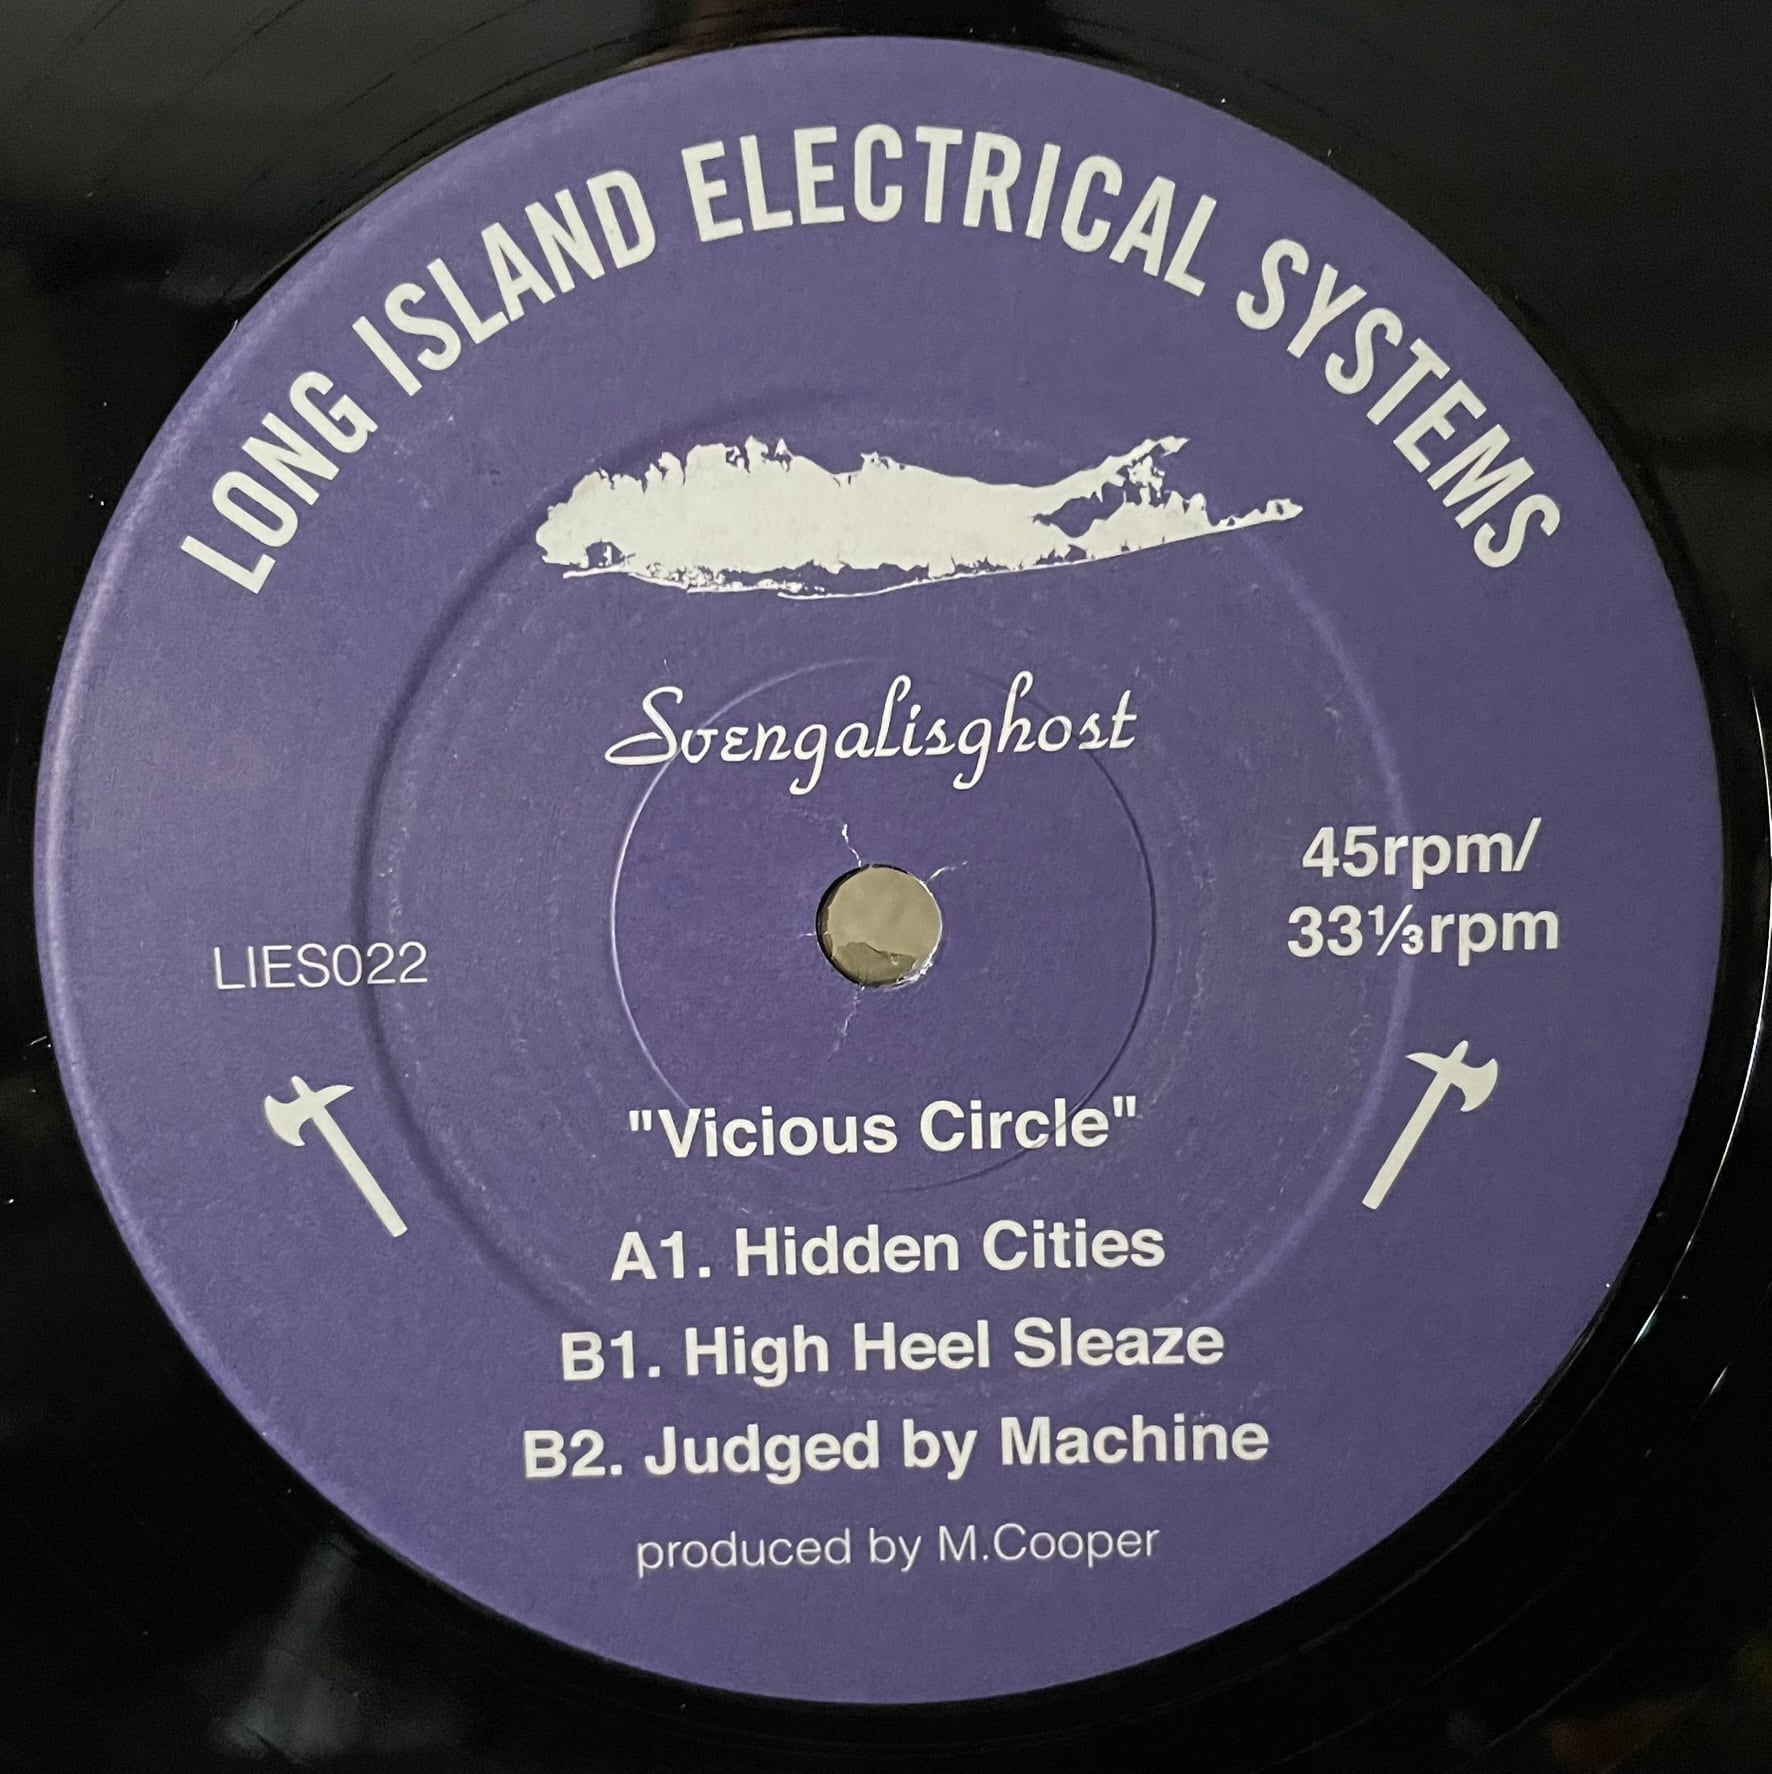 LONG ISLAND ELECTRICAL SYSTEMS
Svengalisghost
45rpm/
33⅓rpm
LIES022
"Vicious Circle"
A1. Hidden Cities
B1. High Heel Sleaze
B2. Judged by Machine
produced by M.Cooper